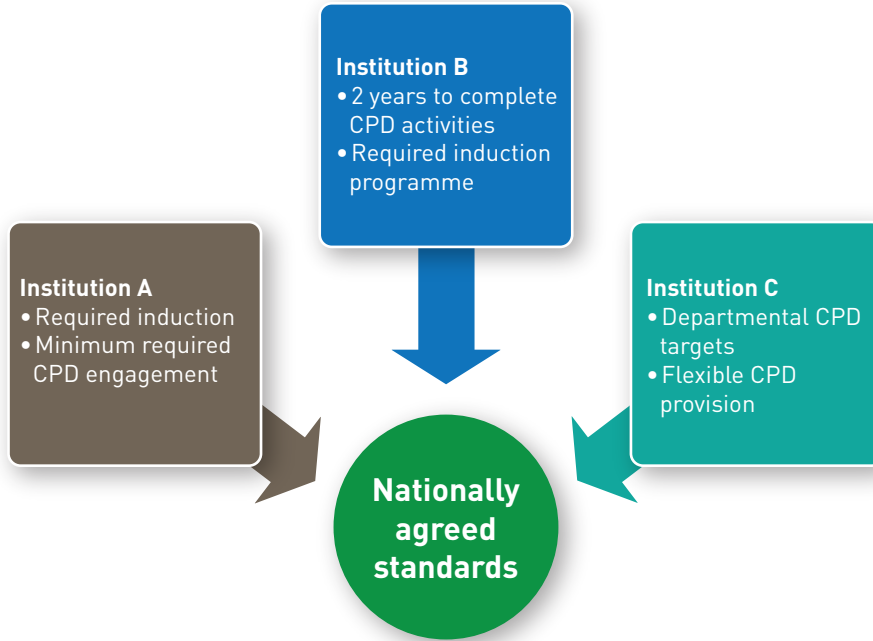 Institution B
• 2 years to complete
CPD activities
• Required induction
programme
Institution A
• Required induction
• Minimum required
CPD engagement
Institution C
• Departmental CPD
targets
• Flexible CPD
provision
Nationally
agreed
standards